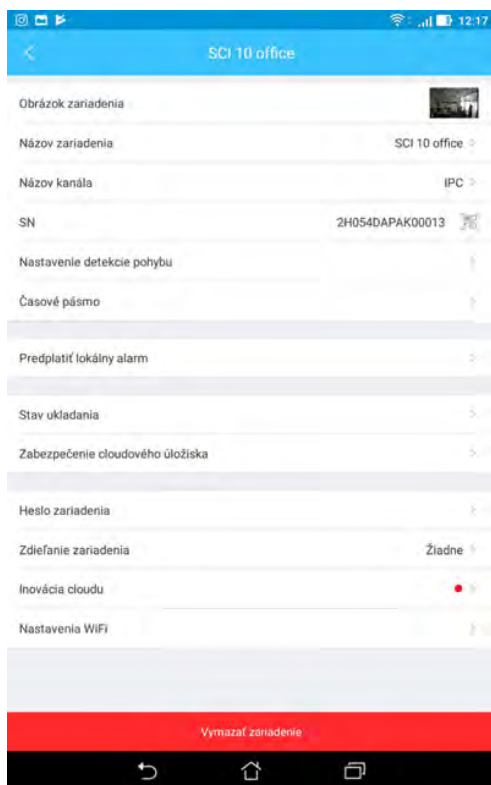 12:17
SCI 10 office
Obrázok zariadenia
Názov zariadenia SCI 10 office
Názov kanála IPC
SN 2H054DAPAK00013
Nastavenie detekcie pohybu
Časové pásmo
Predplatiť lokálny alarm
Stav ukladania
Zabezpečenie cloudového úložiska
Heslo zariadenia
Zdieľanie zariadenia Žiadne
Inovácia cloudu
Nastavenia WiFi
Vymazať zariadenie